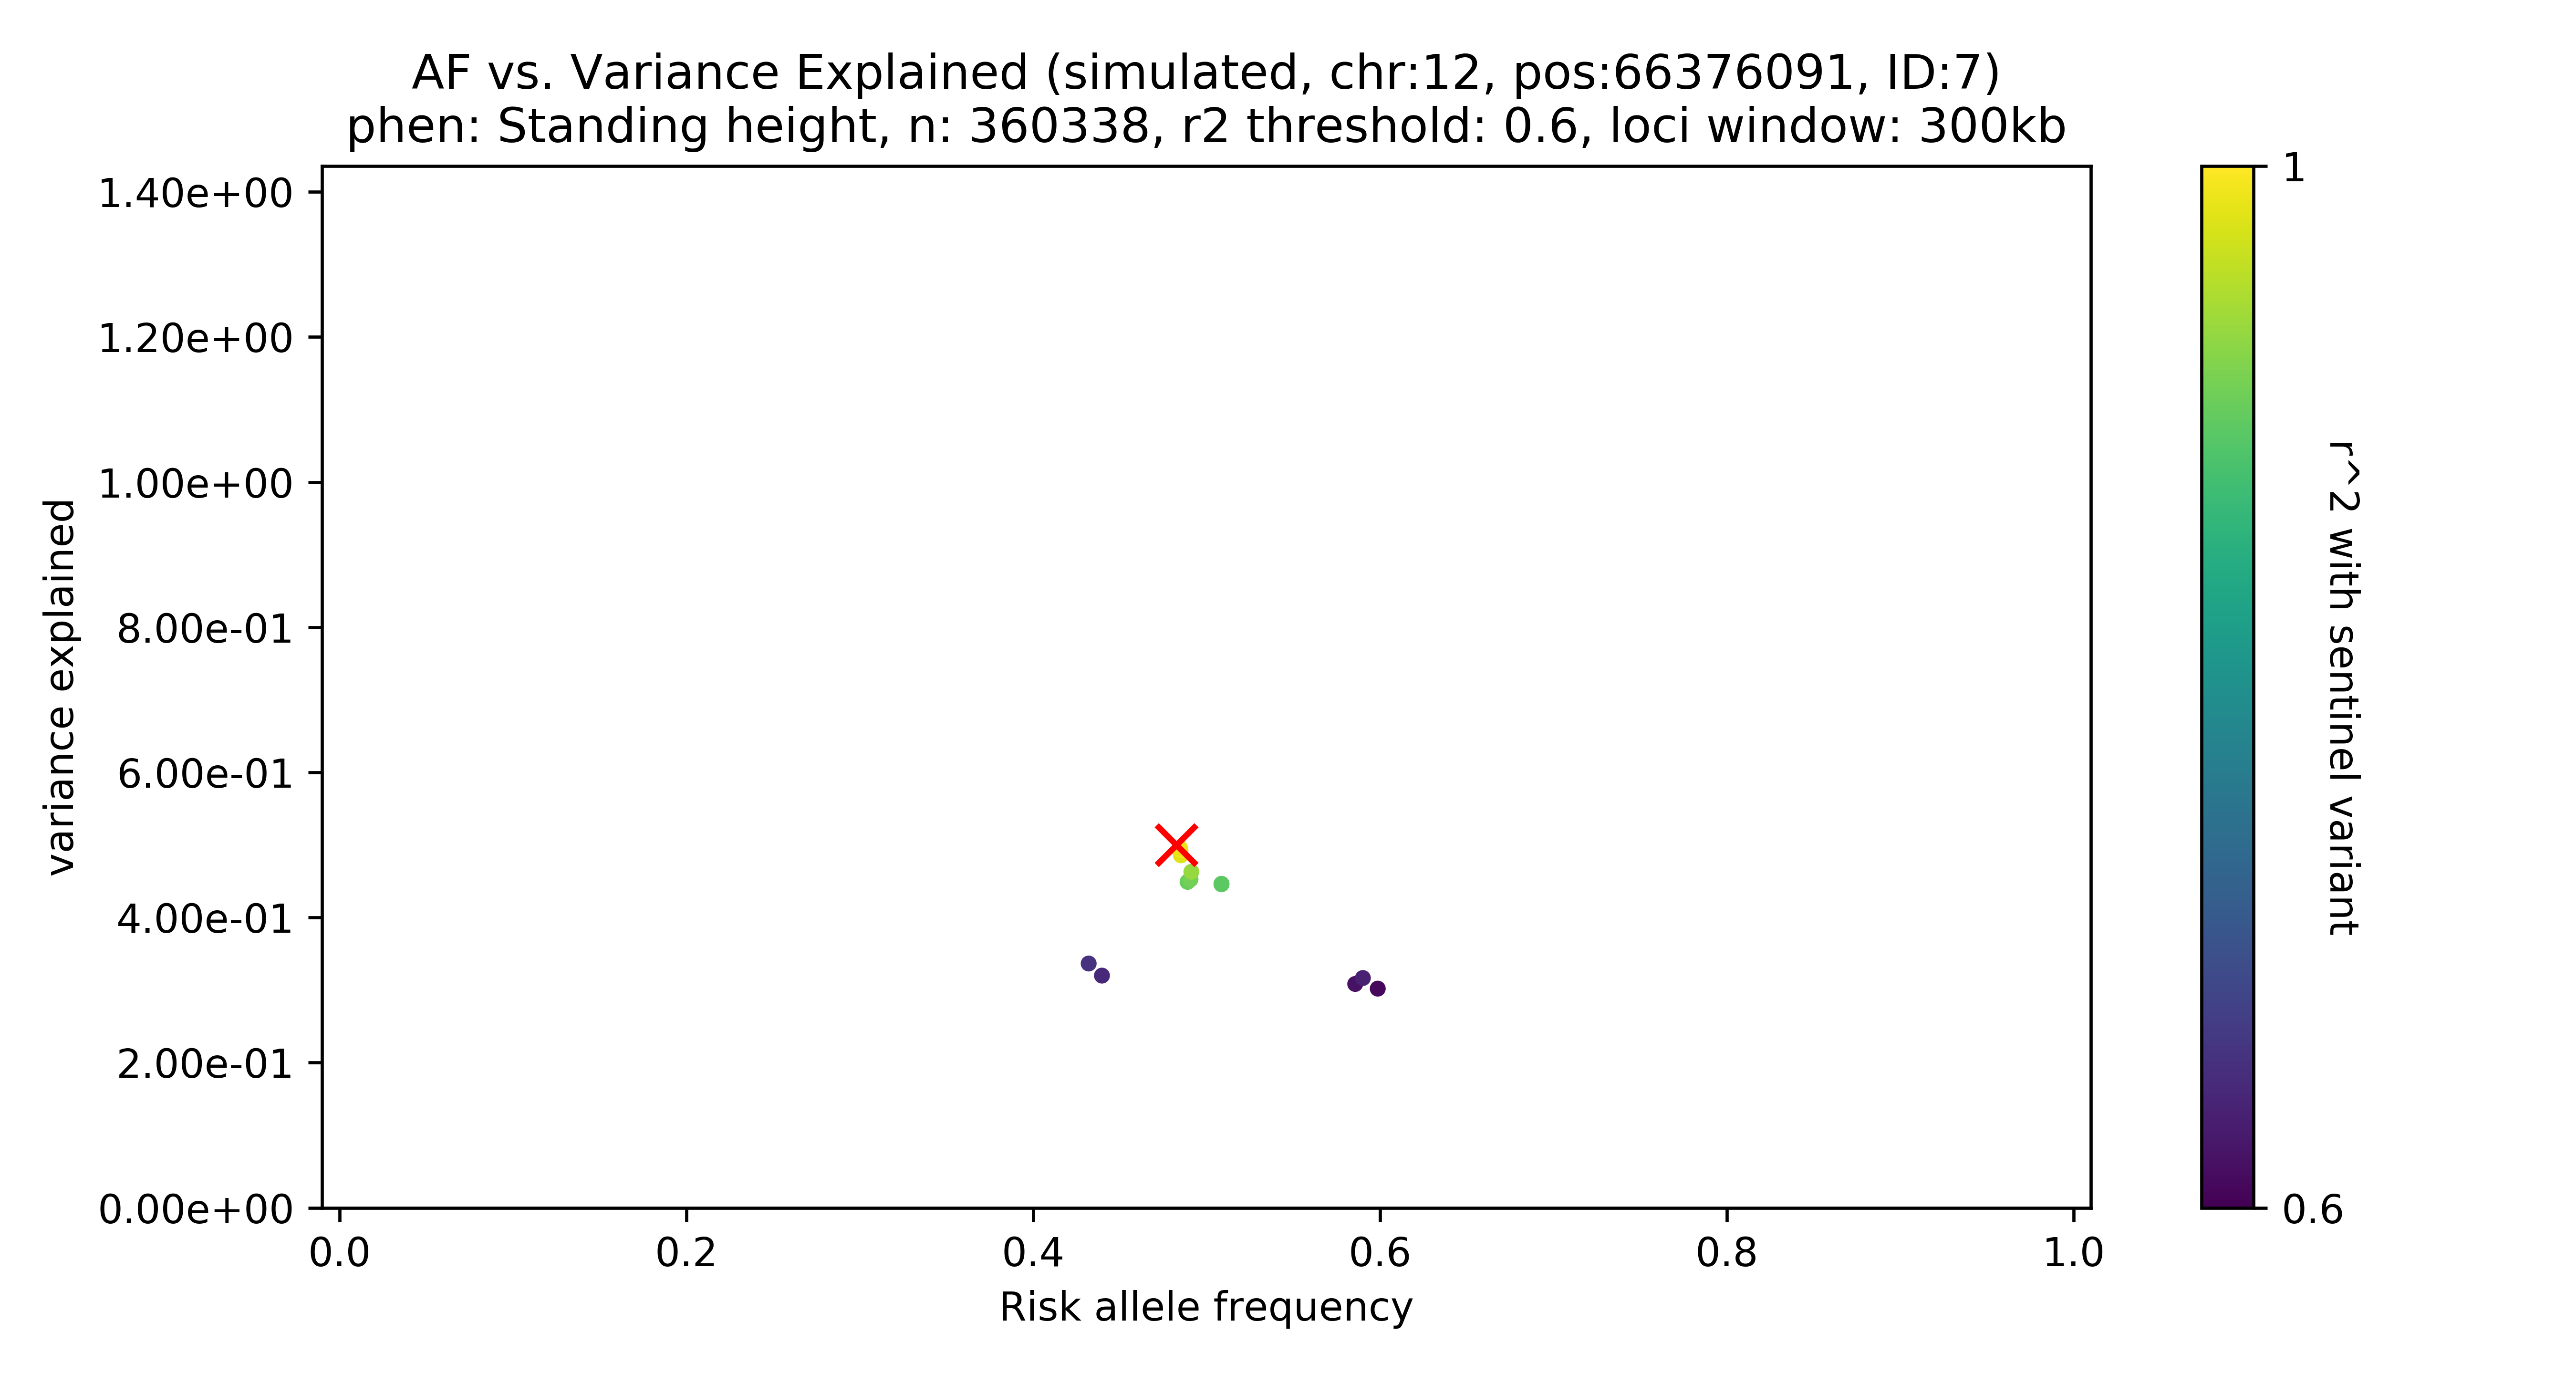 AF vs. Variance Explained (simulated, chr:12, pos:66376091, ID:7)
phen: Standing height, n: 360338, r2 threshold: 0.6, loci window: 300kb
1.40e+00
1.20e+00
1.00e+00
8.00e-01
6.00e-01
4.00e-01
2.00e-01
0.00e+00
variance explained
0.0 0.2 0.4 0.6 0.8 1.0
Risk allele frequency
1
0.6
r^2 with sentinel variant